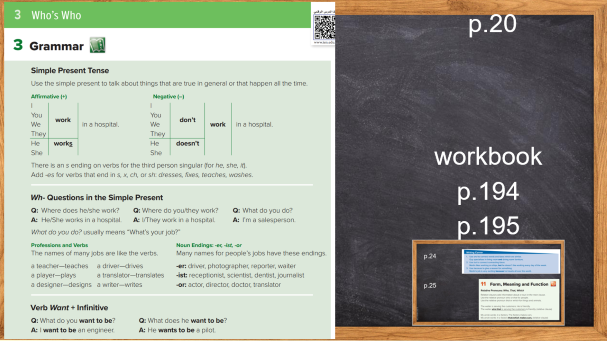 3 Who's Who
3 Grammar
Simple Present Tense
Use the simple present to talk about things that are true in general or that happen all the time.
Affirmative (+)
Negative (–)
I
You
We
They
work
in a hospital.
He
She
works
I
You
We
They
don't
work
in a hospital.
He
She
doesn't
There is an s ending on verbs for the third person singular (for he, she, it).
Add -es for verbs that end in s, x, ch, or sh: dresses, fixes, teaches, washes.
Wh- Questions in the Simple Present
Q: Where does he/she work? Q: Where do you/they work? Q: What do you do?
A: He/She works in a hospital. A: I/They work in a hospital. A: I'm a salesperson.
What do you do? usually means "What's your job?"
Professions and Verbs
The names of many jobs are like the verbs.
a teacher—teaches a driver—drives
a player—plays a translator—translates
a designer—designs a writer—writes
Noun Endings: -er, -ist, -or
Many names for people's jobs have these endings.
-er: driver, photographer, reporter, waiter
-ist: receptionist, scientist, dentist, journalist
-or: actor, director, doctor, translator
Verb Want + Infinitive
Q: What do you want to be? Q: What does he want to be?
A: I want to be an engineer. A: He wants to be a pilot.
p.20
workbook
p.194
p.195
p.24
p.25
11 Form, Meaning and Function